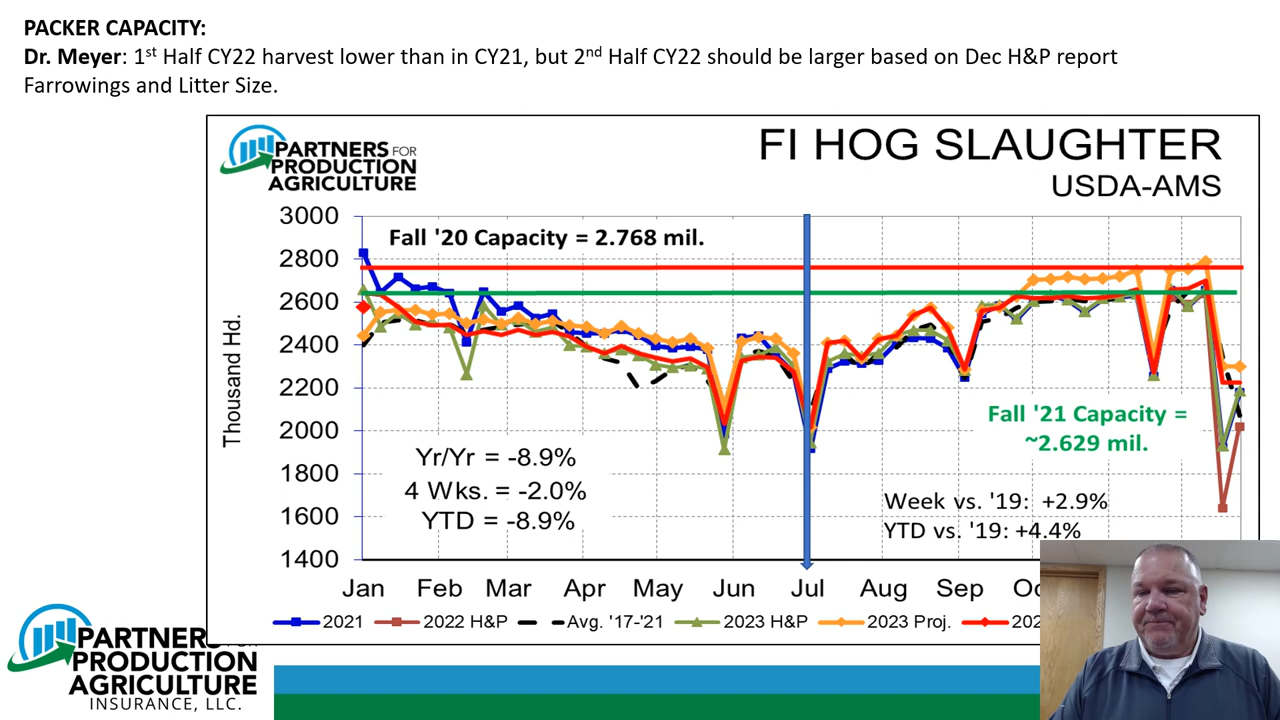 PACKER CAPACITY:
Dr. Meyer: 1st Half CY22 harvest lower than in CY21, but 2nd Half CY22 should be larger based on Dec H&P report
Farrowings and Litter Size.
PARTNERS FOR
PRODUCTION
AGRICULTURE
FI HOG SLAUGHTER
USDA-AMS
3000
2800
2600
2400
2200
2000
1800
1600
1400
Thousand Hd.
Fall '20 Capacity = 2.768 mil.
Fall '21 Capacity =
~2.629 mil.
Yr/Yr = -8.9%
4 Wks. = -2.0%
YTD = -8.9%
Week vs. '19: +2.9%
YTD vs. '19: +4.4%
Jan Feb Mar Apr May Jun Jul Aug Sep
2021 2022 H&P Avg. '17-'21 2023 H&P 2023 Proj.
PARTNERS
PRODUCTION
AGRICULTURE
INSURANCE, LLC.